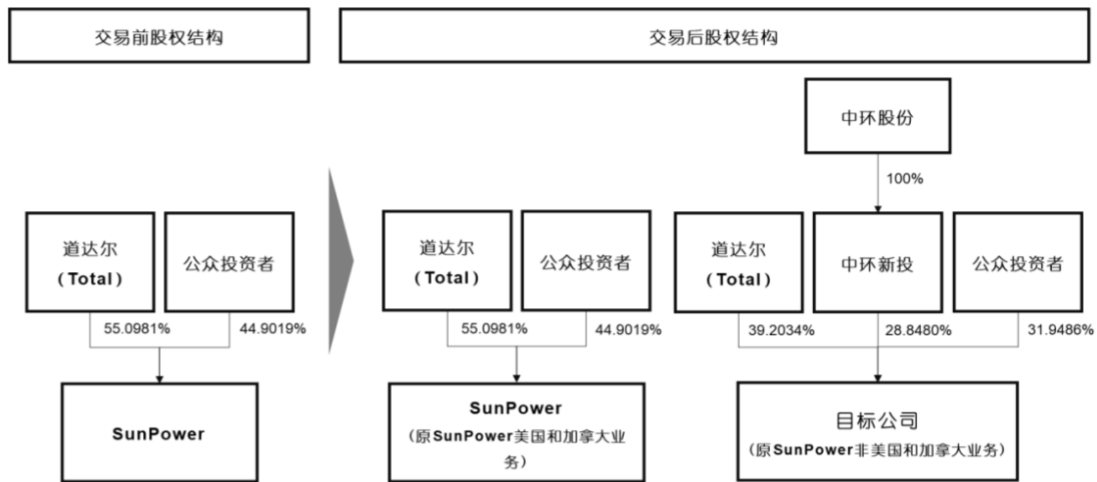 交易前股权结构
交易后股权结构
中环股份
100%
道达尔
（Total）
公众投资者
道达尔
（Total）
公众投资者
道达尔
（Total）
中环新投
公众投资者
55.0981%
44.9019%
55.0981%
44.9019%
39.2034%
28.8480%
31.9486%
SunPower
SunPower
（原SunPower美国和加拿大业
务）
目标公司
（原SunPower非美国和加拿大业务）